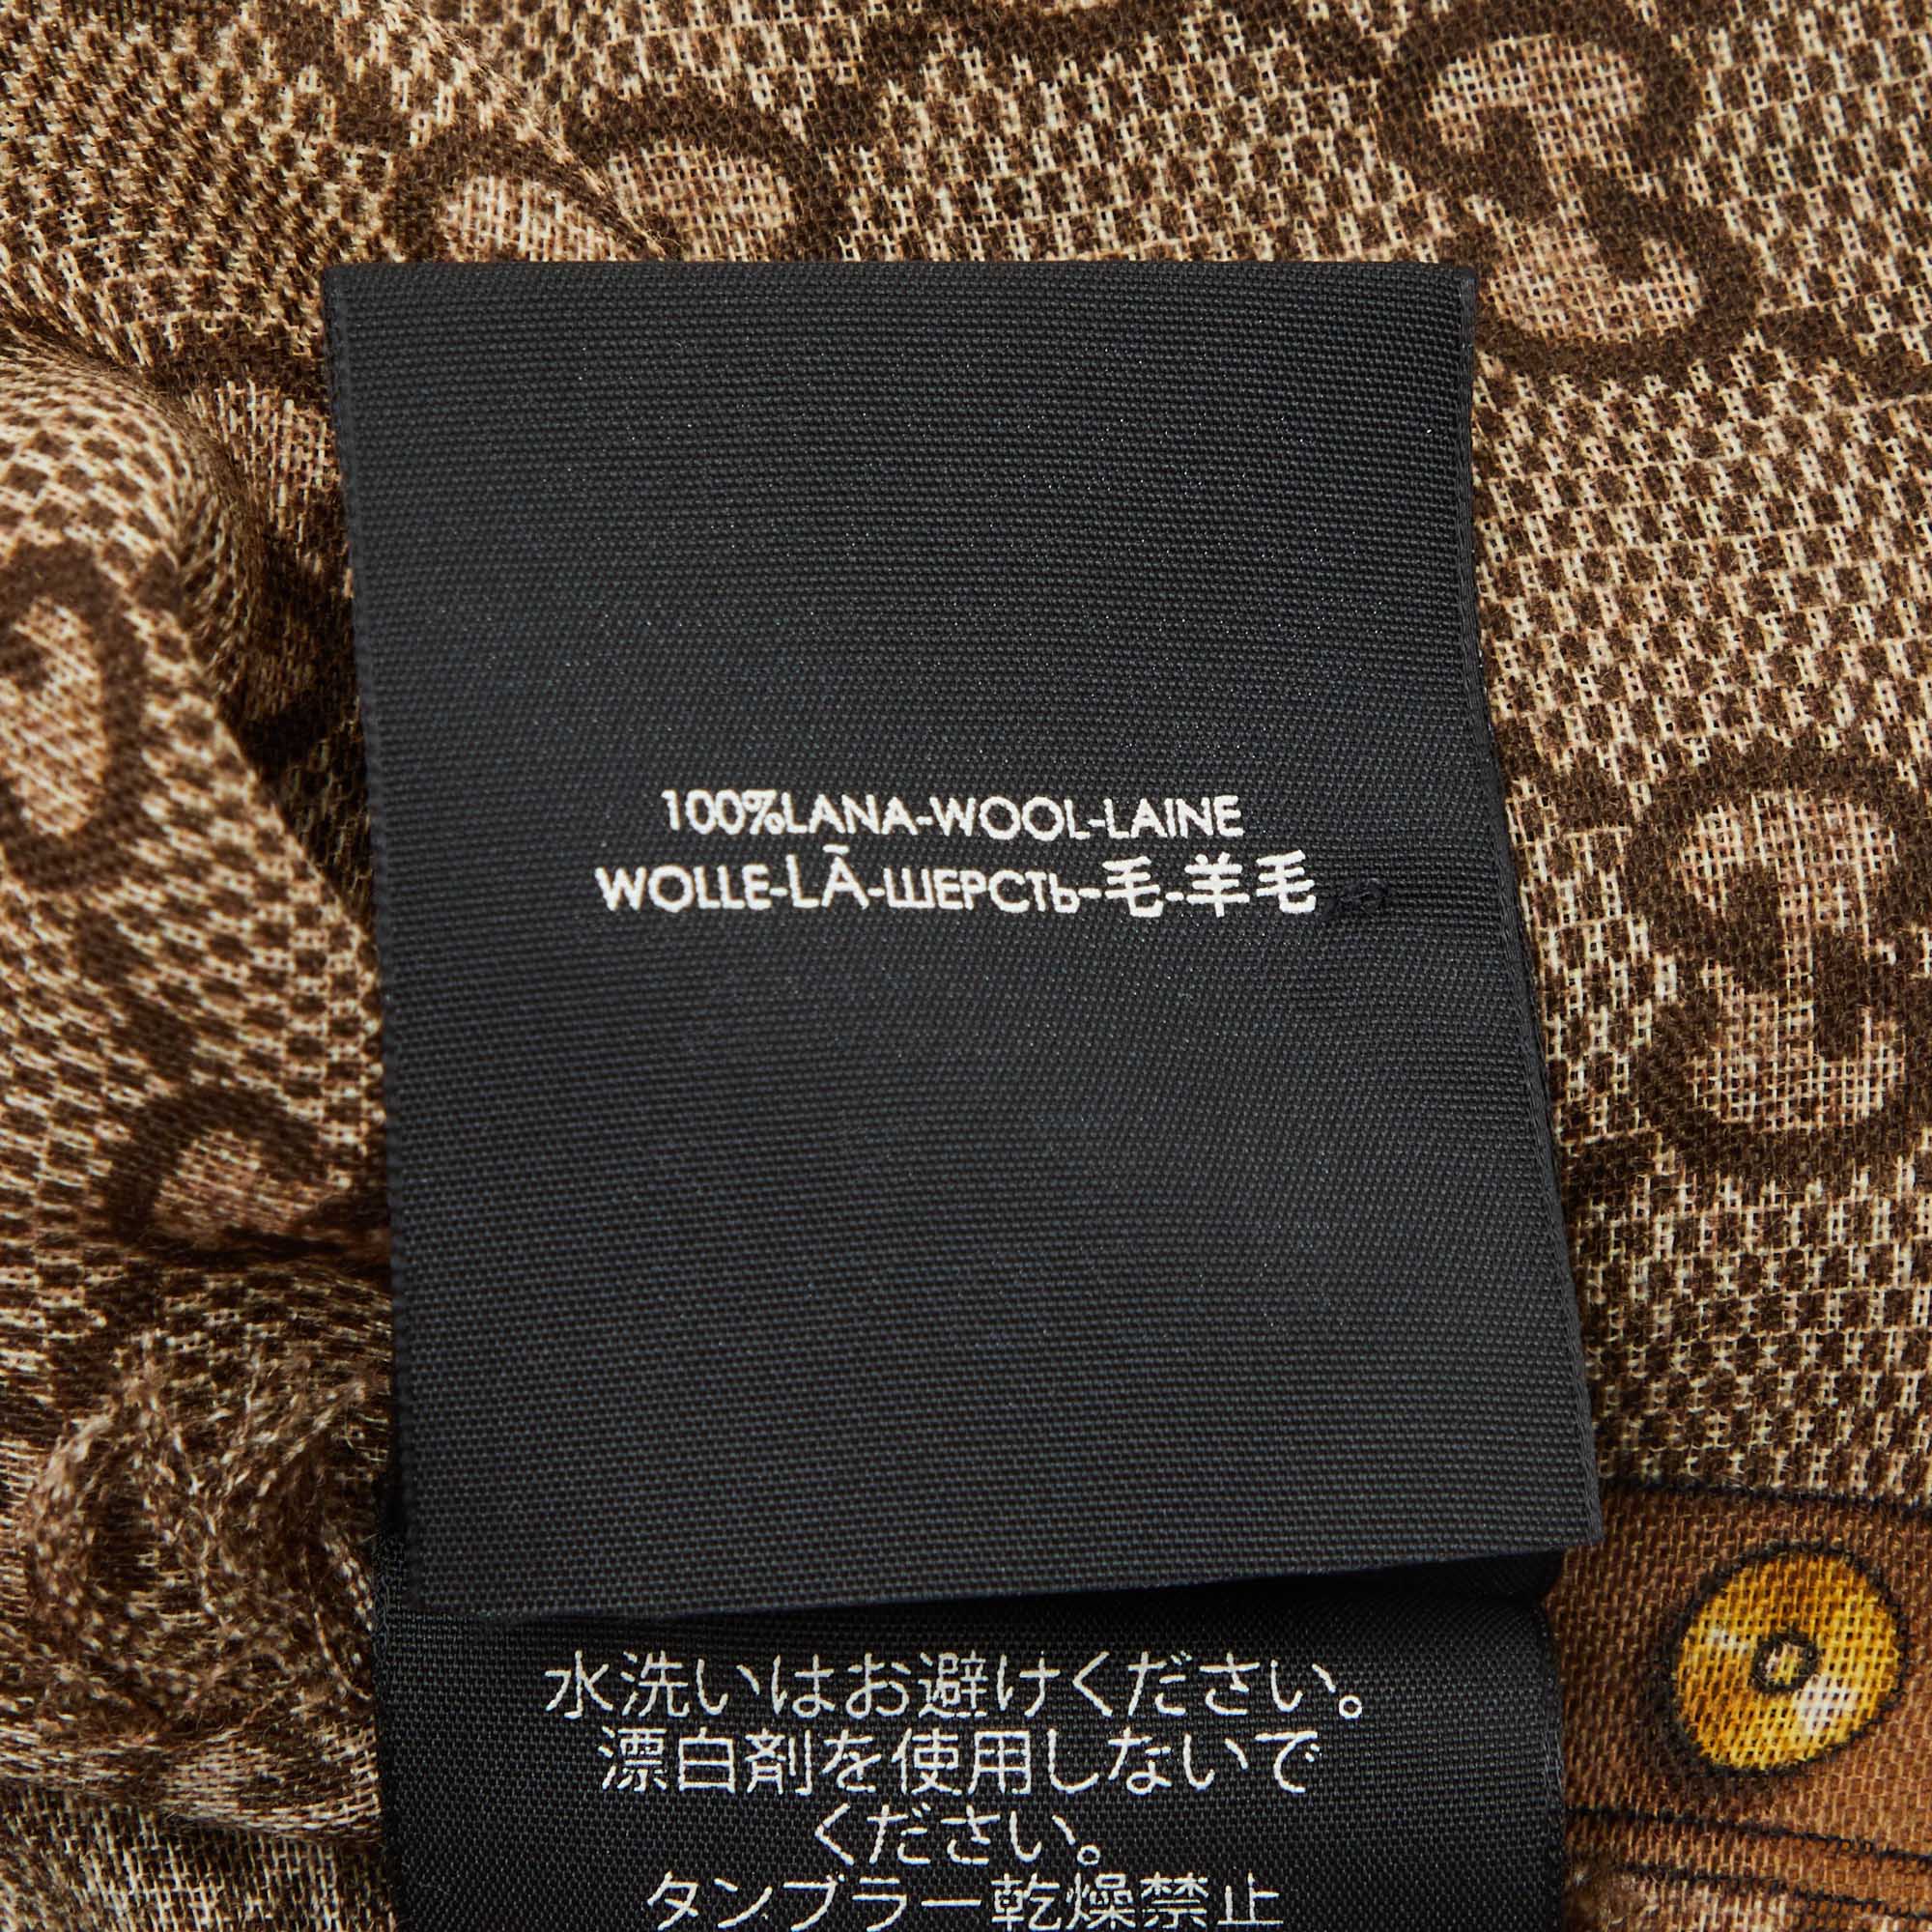 100%LANA-WOOL-LAINE
WOLLE-LÃ-ШЕРСТЬ-毛-羊毛
水洗いはお避けください。
漂白剤を使用しないで
ください。
タンブラー乾燥禁止